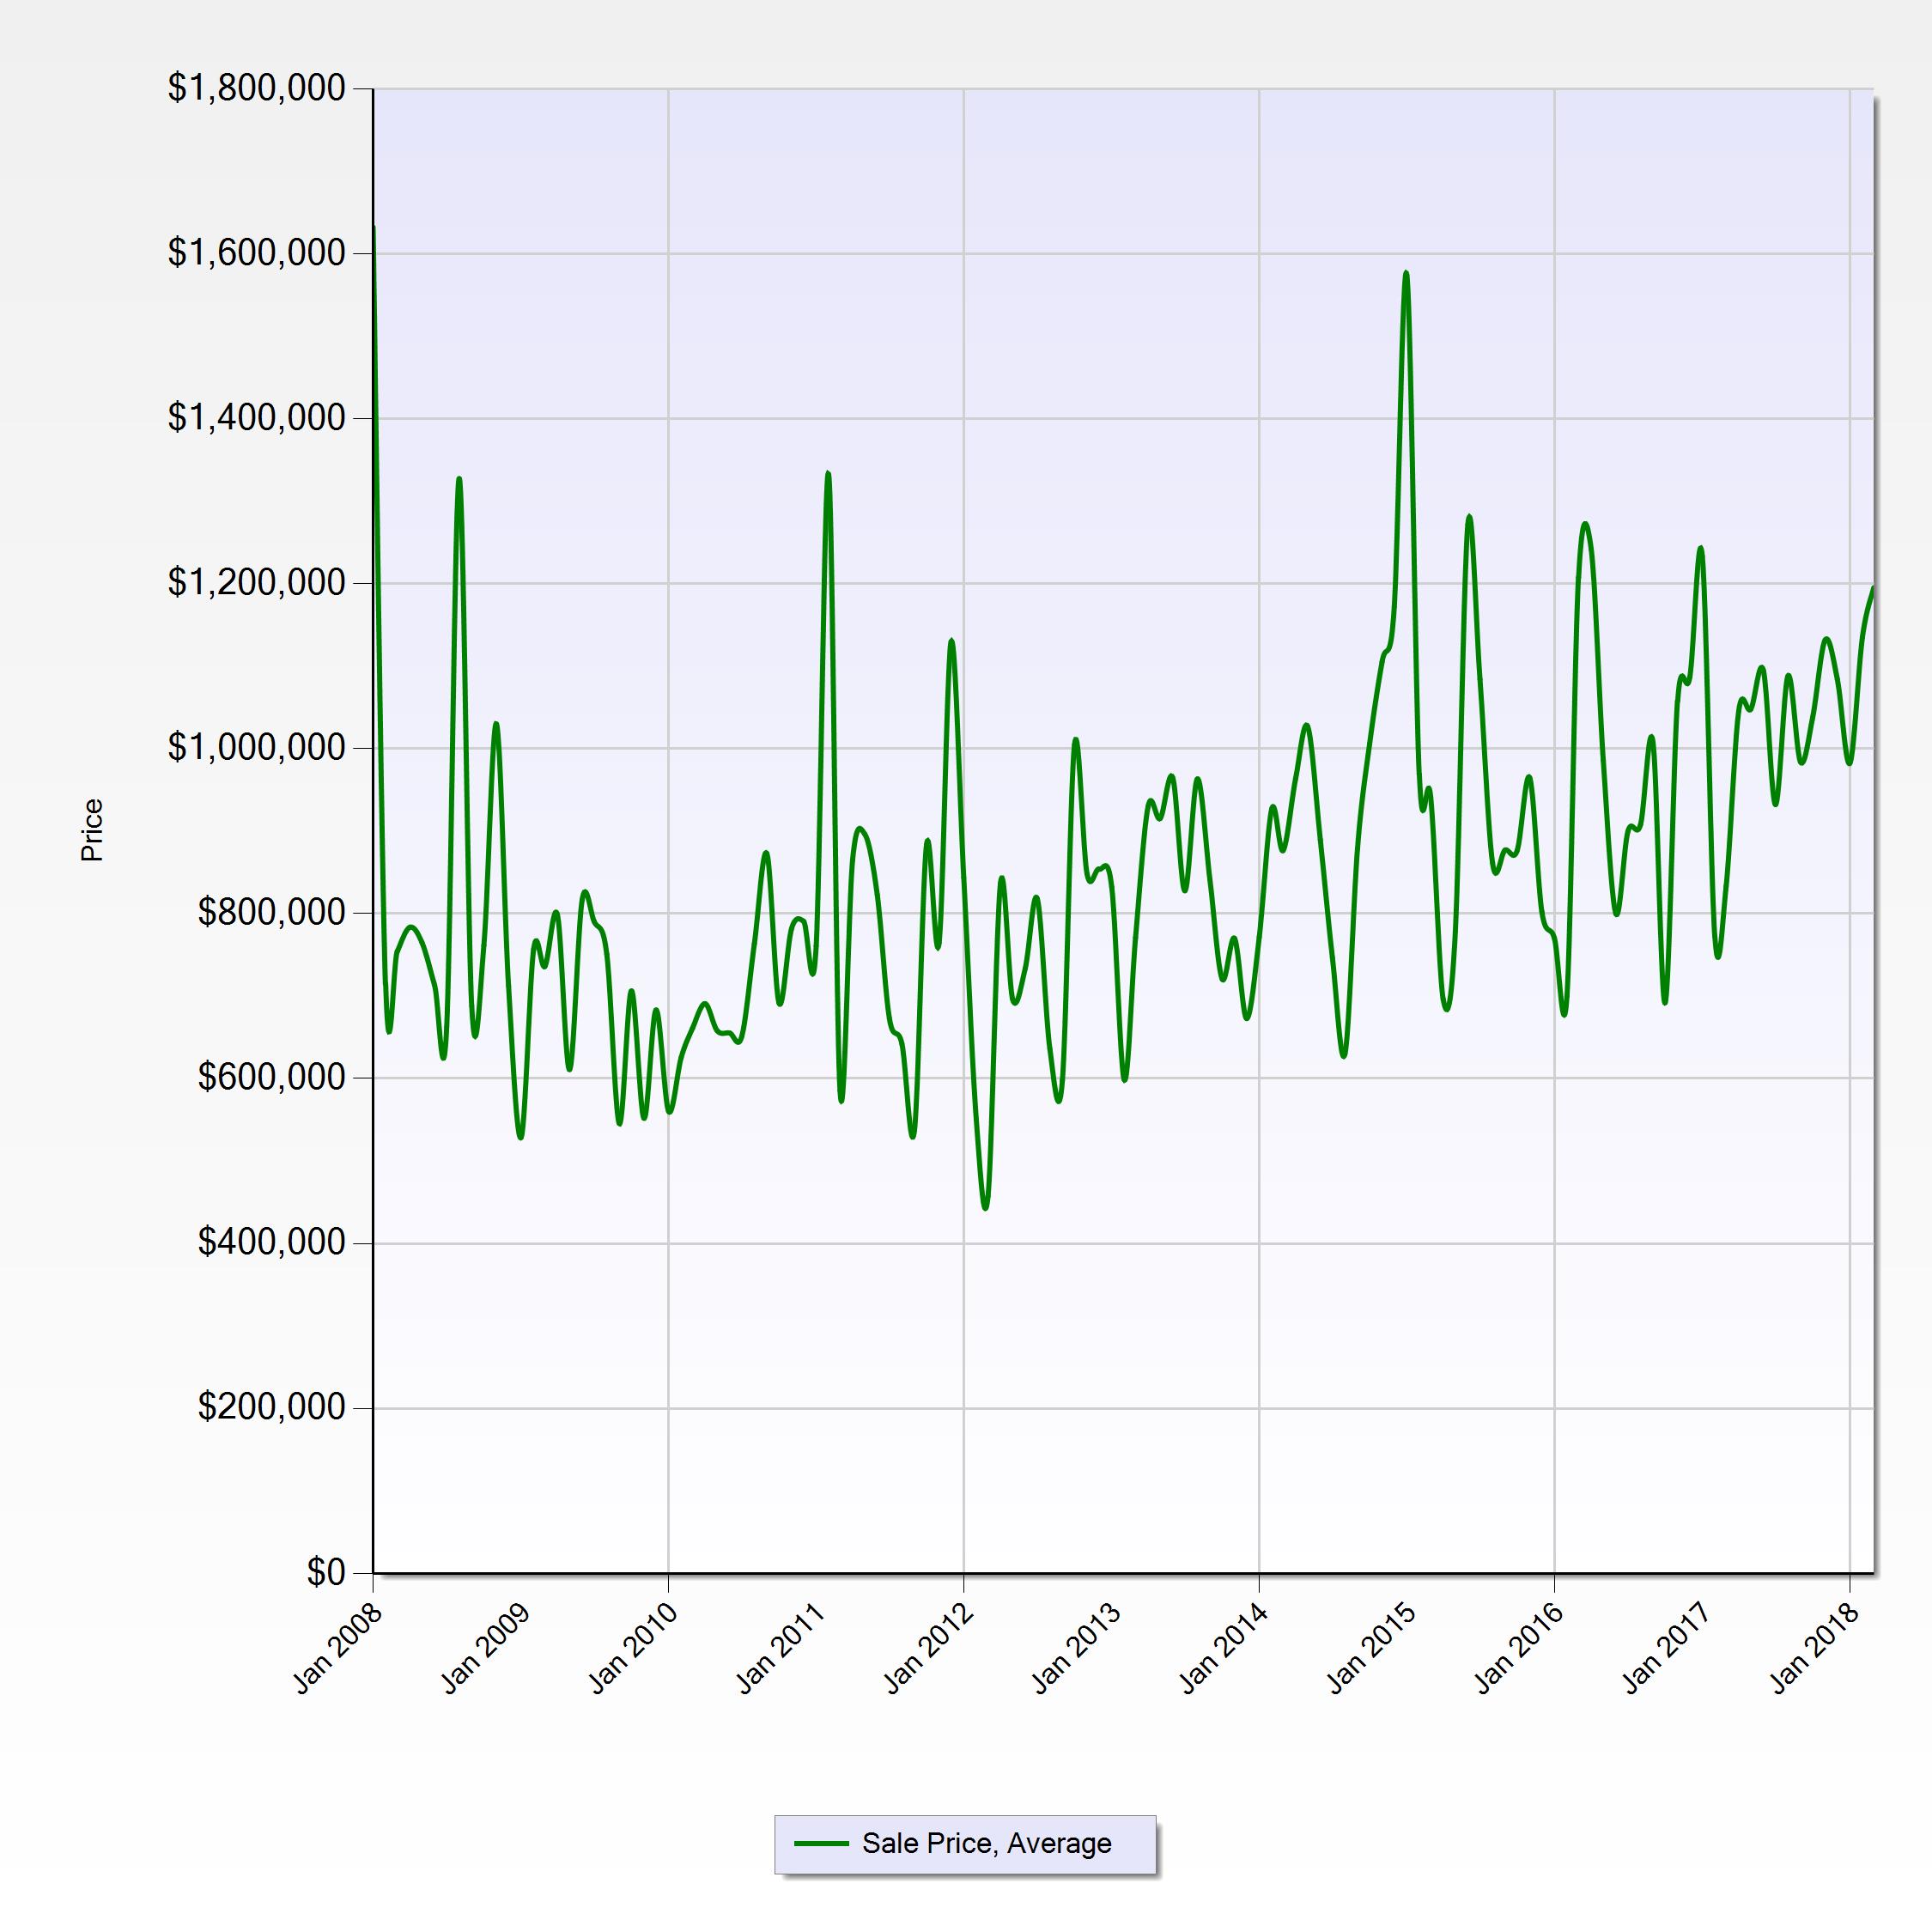 $1,800,000
$1,600,000
$1,400,000
$1,200,000
$1,000,000
$800,000
$600,000
$400,000
$200,000
$0
Price
Jan 2008
Jan 2009
Jan 2010
Jan 2011
Jan 2012
Jan 2013
Jan 2014
Jan 2015
Jan 2016
Jan 2017
Jan 2018
Sale Price, Average